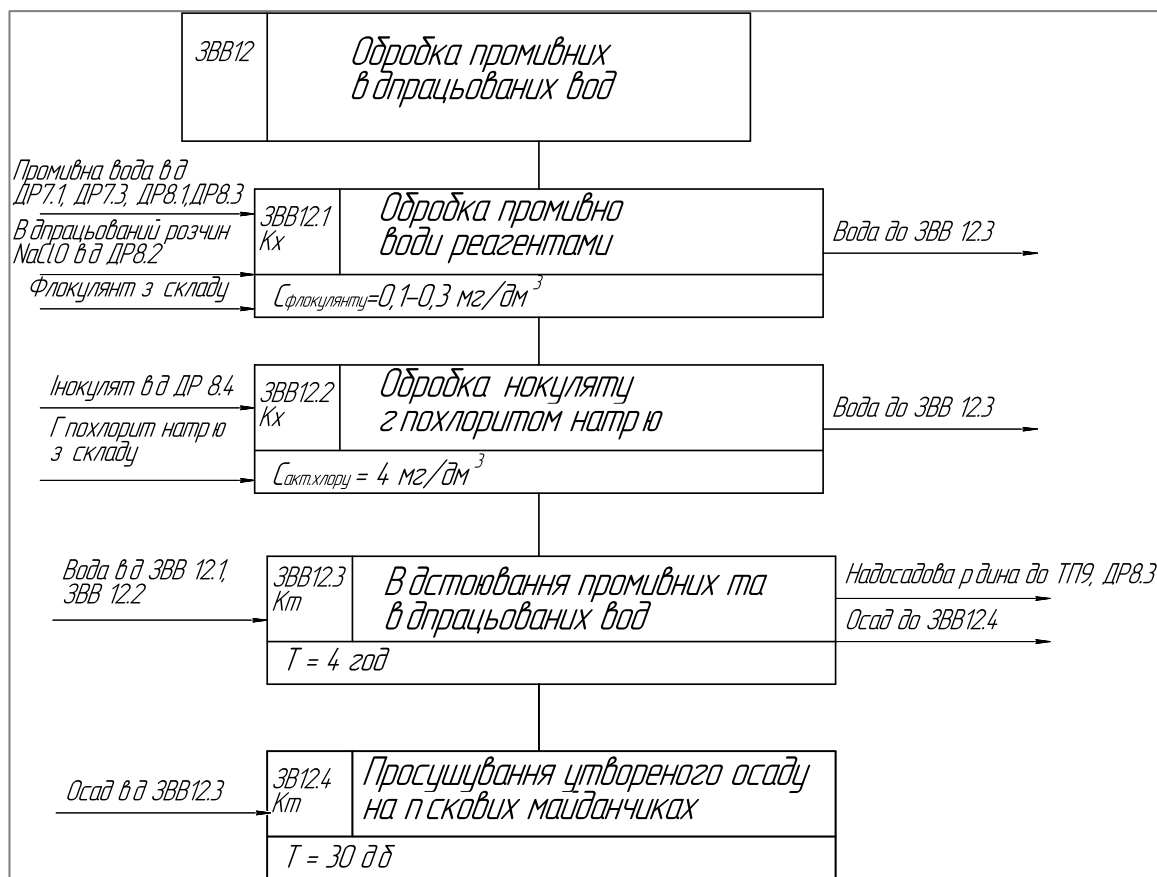 ЗВВ12
Обробка промивних
в дпрацьованих вод
Промивна вода в д
ДР7.1, ДР7.3, ДР8.1,ДР8.3
В дпрацьований розчин
NaClO в д ДР8.2
Флокулянт з складу
ЗВВ12.1
Кх
Обробка промивно
води реагентами
Cфлокулянту=0,1-0,3 мг/дм³
Вода до ЗВВ 12.3
Інокулят в д ДР 8.4
Г похлорит натр ю
з складу
ЗВВ12.2
Кх
Обробка нокуляту
г похлоритом натр ю
Cакт.хлору = 4 мг/дм³
Вода до ЗВВ 12.3
Вода в д ЗВВ 12.1,
ЗВВ 12.2
ЗВВ12.3
Кт
В дстоювання промивних та
в дпрацьованих вод
T = 4 год
Надосадова р дина до ТП9, ДР8.3
Осад до ЗВВ12.4
Осад в д ЗВВ12.3
ЗВ12.4
Кт
Просушування утвореного осаду
на п скових майданчиках
T = 30 д б